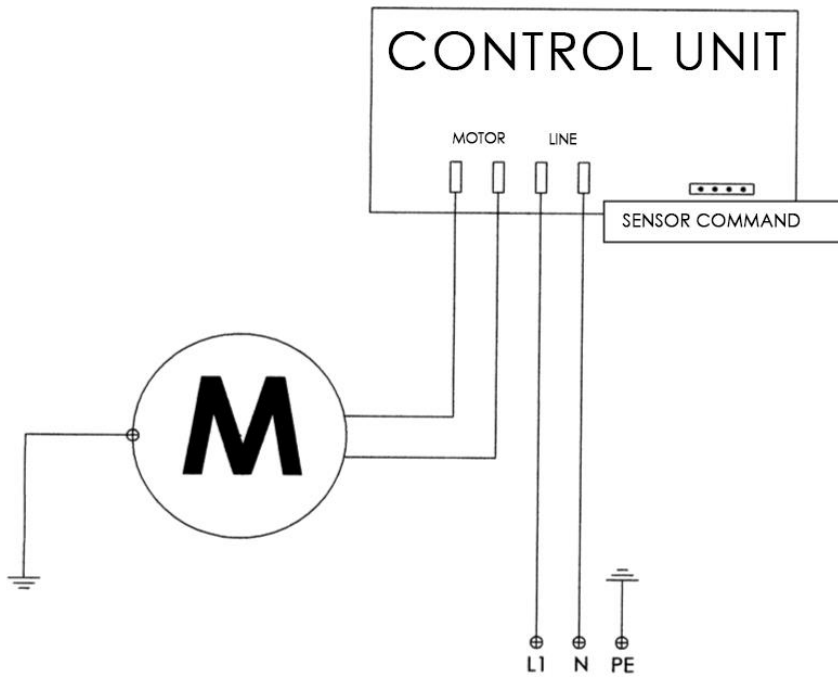 CONTROL UNIT
MOTOR LINE
SENSOR COMMAND
M
L1 N PE